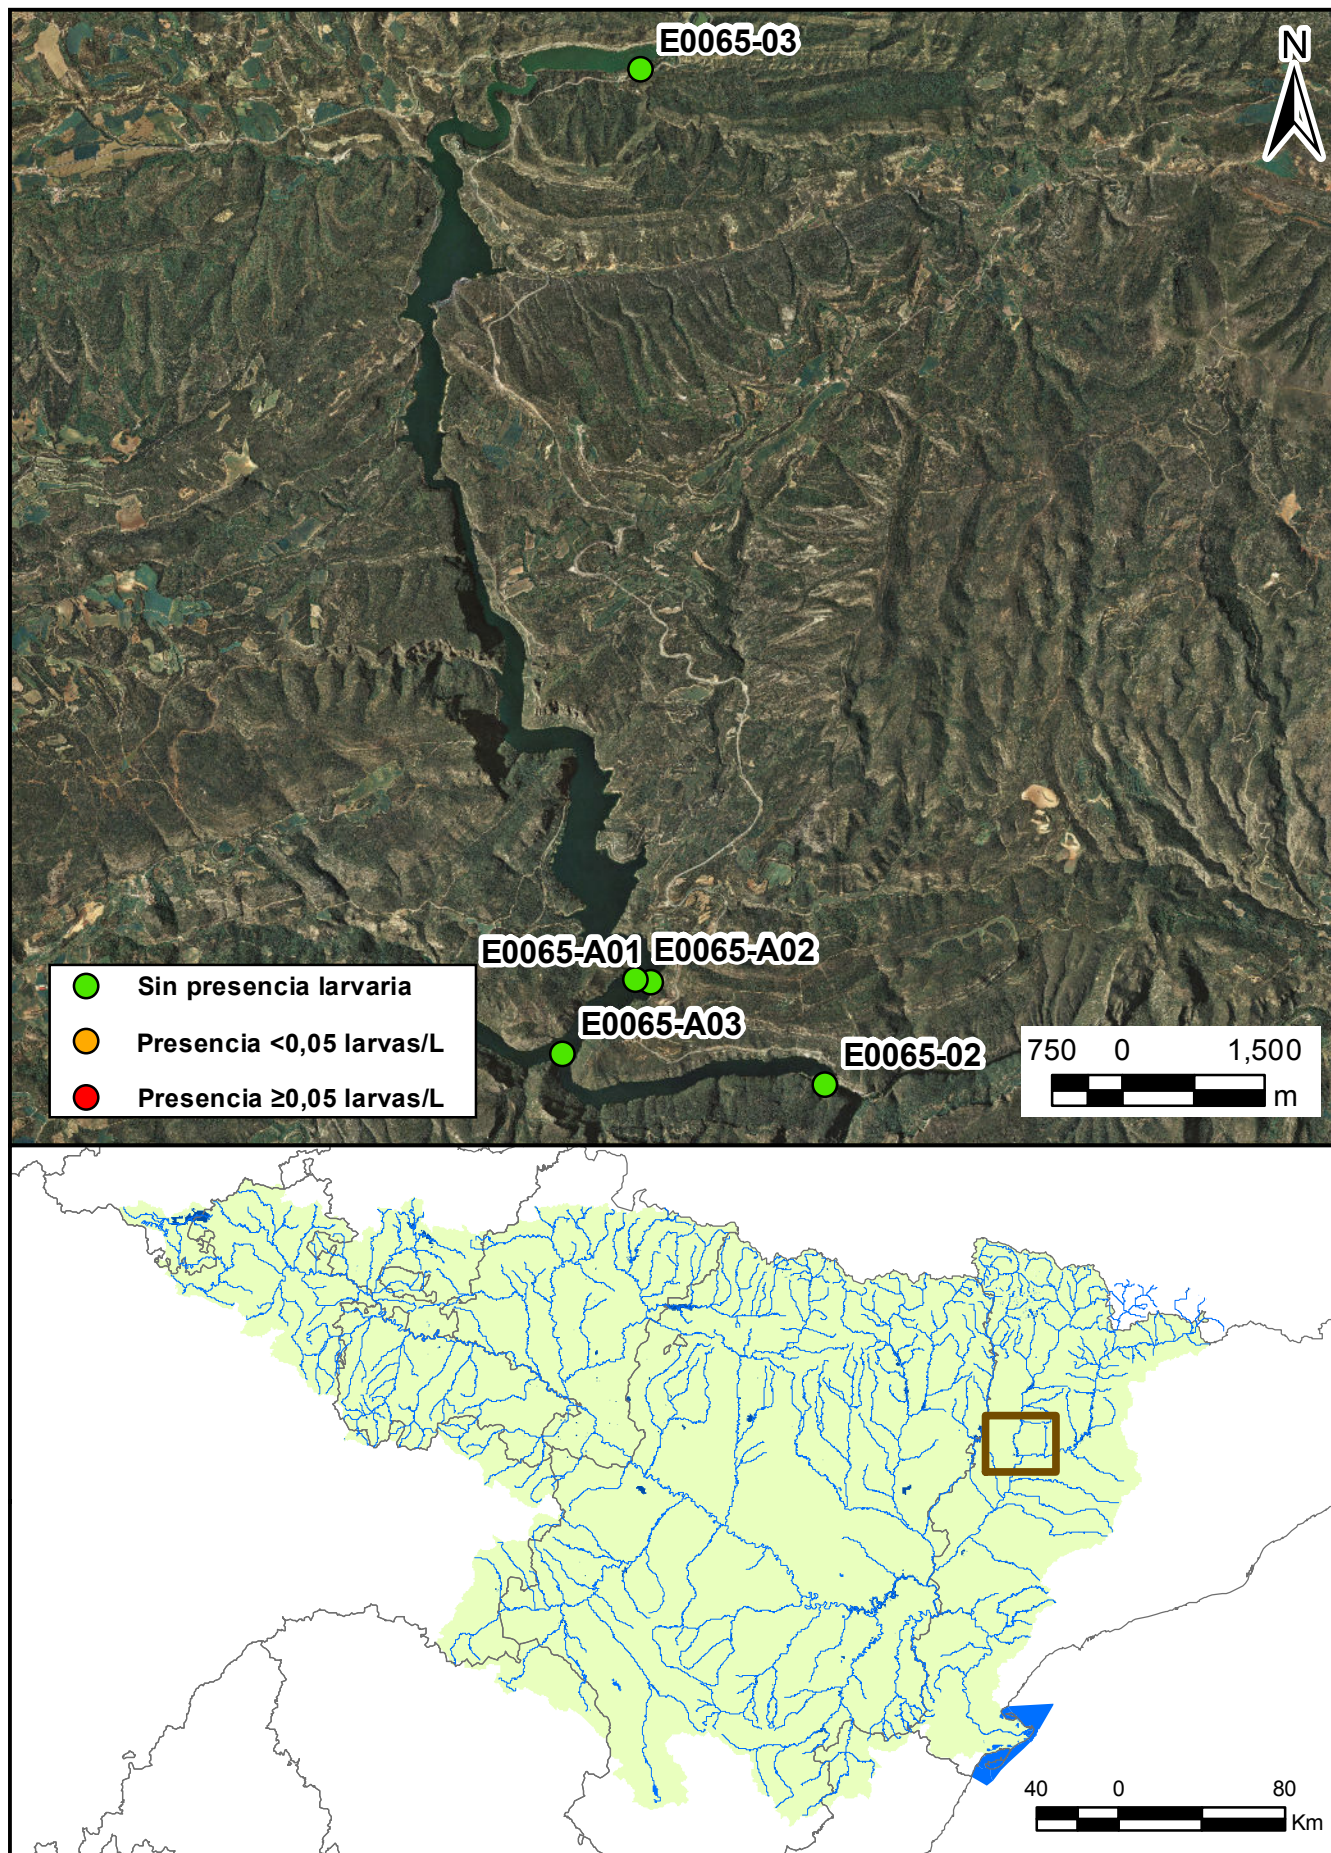 E0065-03
N
E0065-A01
E0065-A02
Sin presencia larvaria
Presencia <0,05 larvas/L
Presencia ≥0,05 larvas/L
E0065-A03
E0065-02
750 0 1,500
m
40 0 80
Km